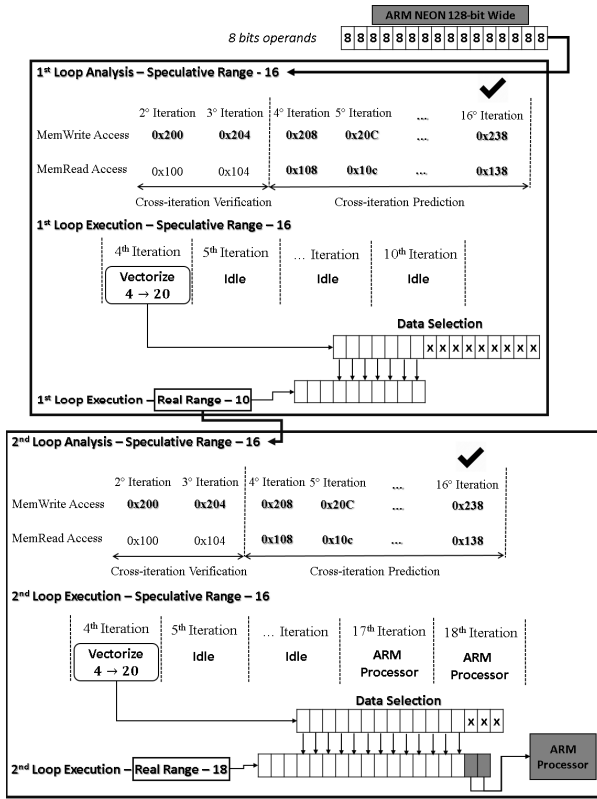 ARM NEON 128-bit Wide
8 bits operands 8 8 8 8 8 8 8 8 8 8 8 8 8 8 8 8
1st Loop Analysis – Speculative Range - 16
2° Iteration 3° Iteration 4° Iteration 5° Iteration ... 16° Iteration
MemWrite Access 0x200 0x204 0x208 0x20C ... 0x238
MemRead Access 0x100 0x104 0x108 0x10c ... 0x138
Cross-iteration Verification Cross-iteration Prediction
1st Loop Execution – Speculative Range – 16
4th Iteration 5th Iteration ... Iteration 10th Iteration
Vectorize Idle Idle Idle
4 → 20
Data Selection
x x x x x x x x x
1st Loop Execution – Real Range – 10
2nd Loop Analysis – Speculative Range – 16
2° Iteration 3° Iteration 4° Iteration 5° Iteration ... 16° Iteration
MemWrite Access 0x200 0x204 0x208 0x20C ... 0x238
MemRead Access 0x100 0x104 0x108 0x10c ... 0x138
Cross-iteration Verification Cross-iteration Prediction
2nd Loop Execution – Speculative Range – 16
4th Iteration 5th Iteration ... Iteration 17th Iteration 18th Iteration
Vectorize Idle Idle ARM ARM
4 → 20 Processor Processor
Data Selection
x x x
ARM
Processor
2nd Loop Execution – Real Range – 18